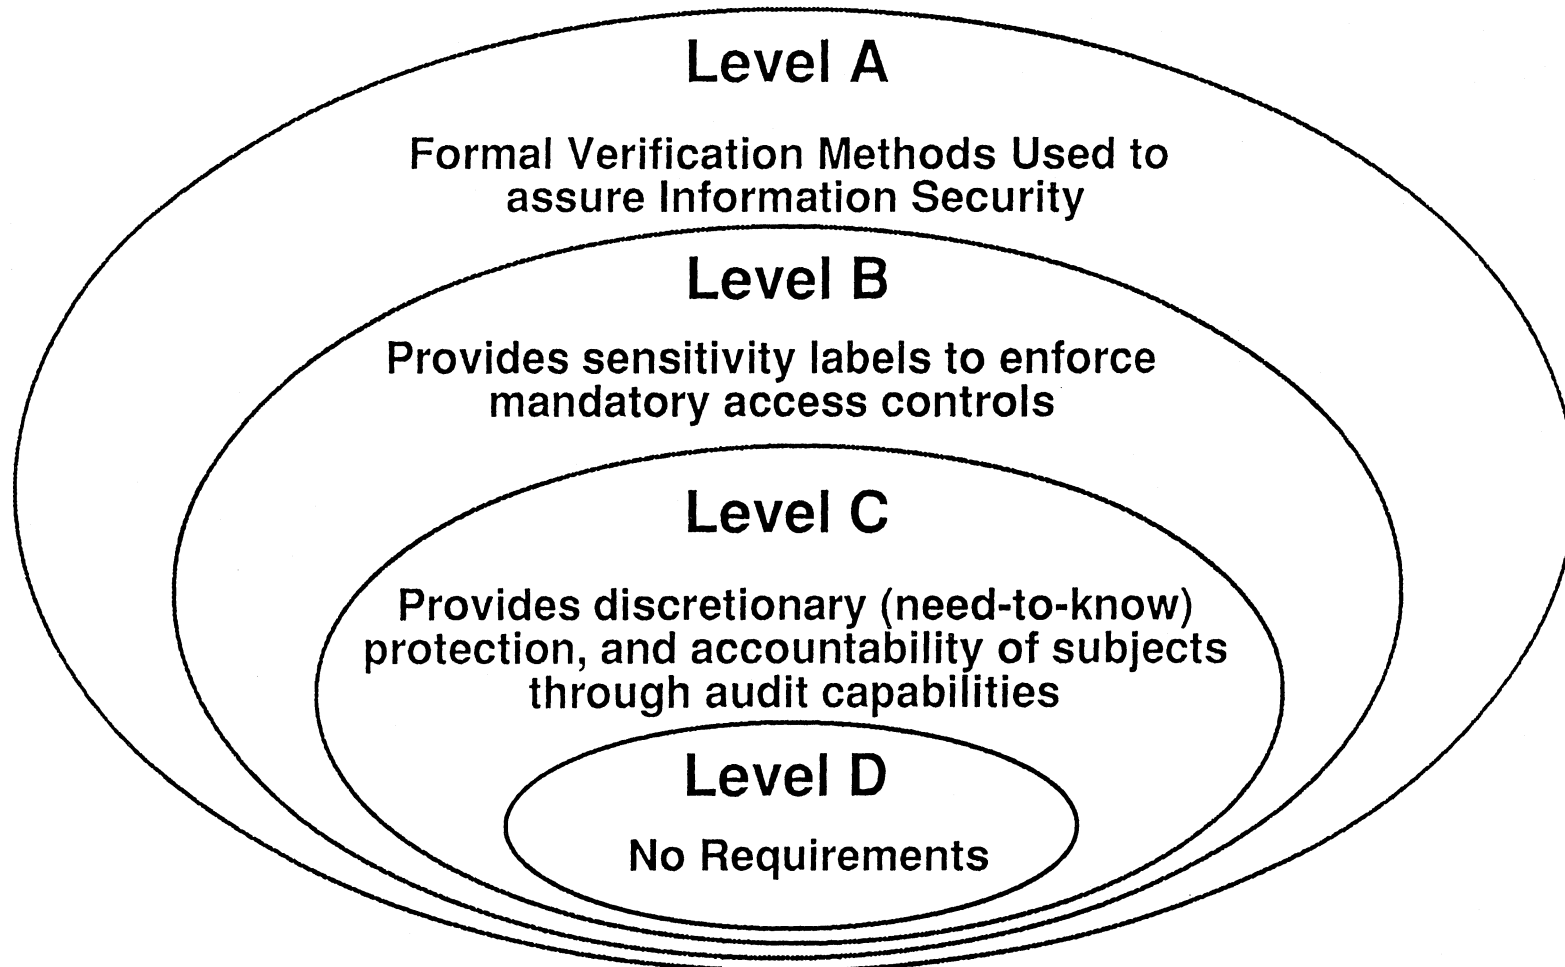 Level A
Formal Verification Methods Used to
assure Information Security
Level B
Provides sensitivity labels to enforce
mandatory access controls
Level C
Provides discretionary (need-to-know)
protection, and accountability of subjects
through audit capabilities
Level D
No Requirements